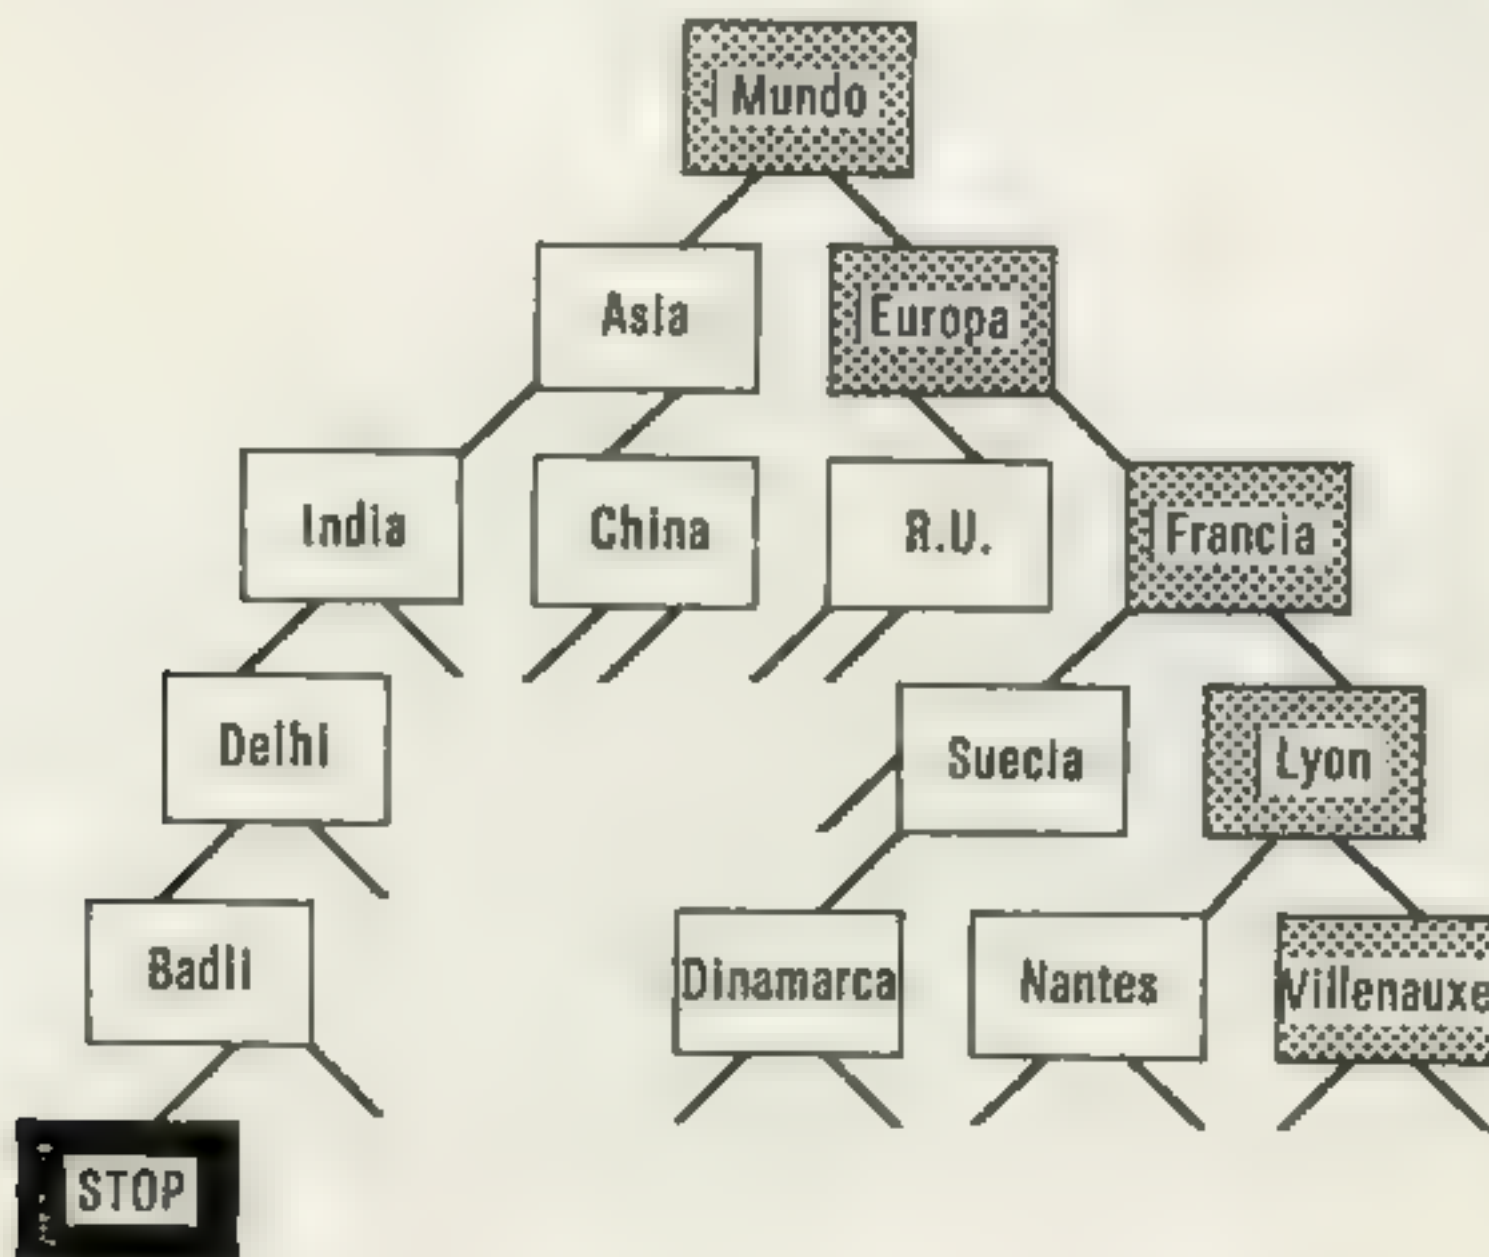 Mundo
Asia
Europa
India
China
R.U.
Francia
Delhi
Suecia
Lyon
Badli
Dinamarca
Nantes
Villenauxe
STOP